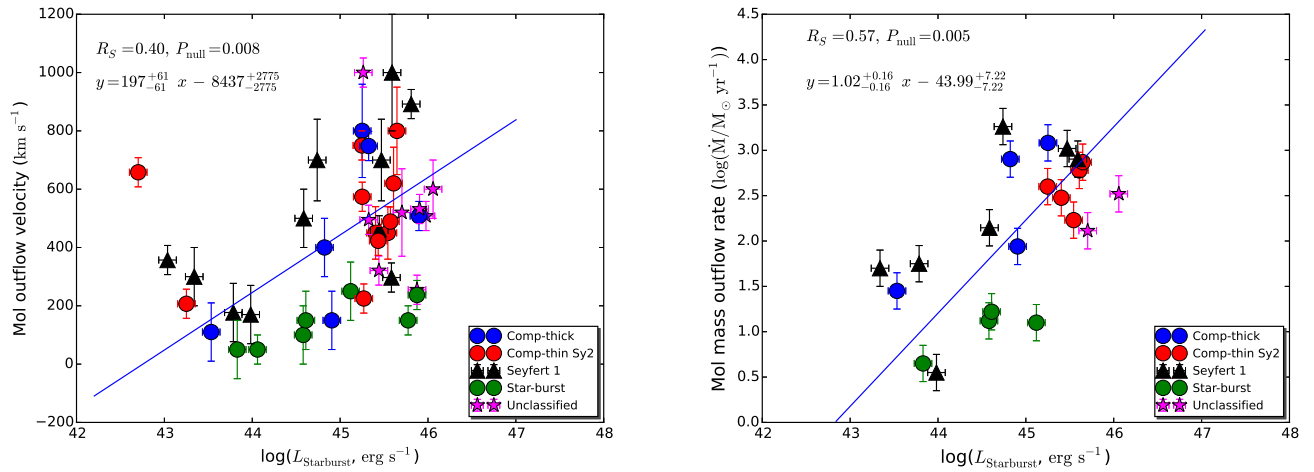 R_S=0.40, P_null=0.008
y=197^{+61}_{-61} x − 8437^{+2775}_{-2775}
Mol outflow velocity (km s⁻¹)
1200
1000
800
600
400
200
0
−200
42 43 44 45 46 47 48
log(L_Starburst, erg s⁻¹)
Comp-thick
Comp-thin Sy2
Seyfert 1
Star-burst
Unclassified
R_S=0.57, P_null=0.005
y=1.02^{+0.16}_{-0.16} x − 43.99^{+7.22}_{-7.22}
Mol mass outflow rate (log(Ṁ/M_⊙ yr⁻¹))
4.5
4.0
3.5
3.0
2.5
2.0
1.5
1.0
0.5
0.0
42 43 44 45 46 47 48
log(L_Starburst, erg s⁻¹)
Comp-thick
Comp-thin Sy2
Seyfert 1
Star-burst
Unclassified